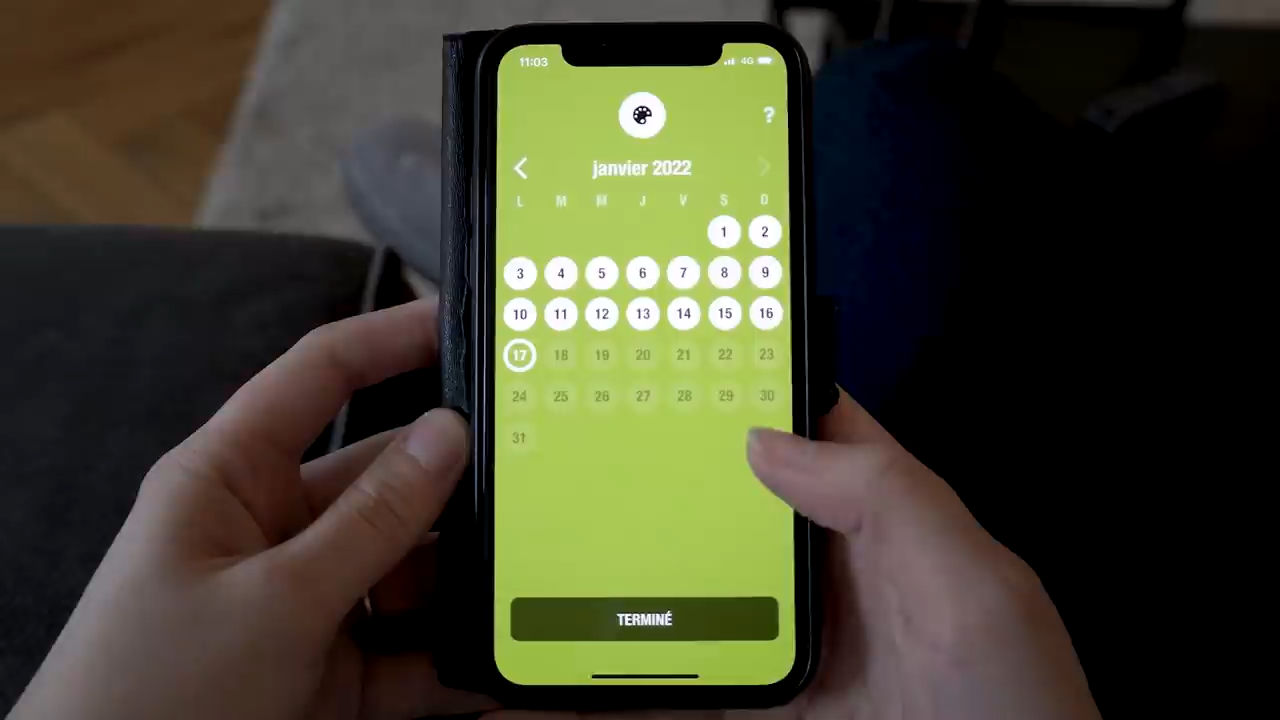 11:03 4G
?
janvier 2022
L M M J V S D
1 2
3 4 5 6 7 8 9
10 11 12 13 14 15 16
17 18 19 20 21 22 23
24 25 26 27 28 29 30
31
TERMINÉ